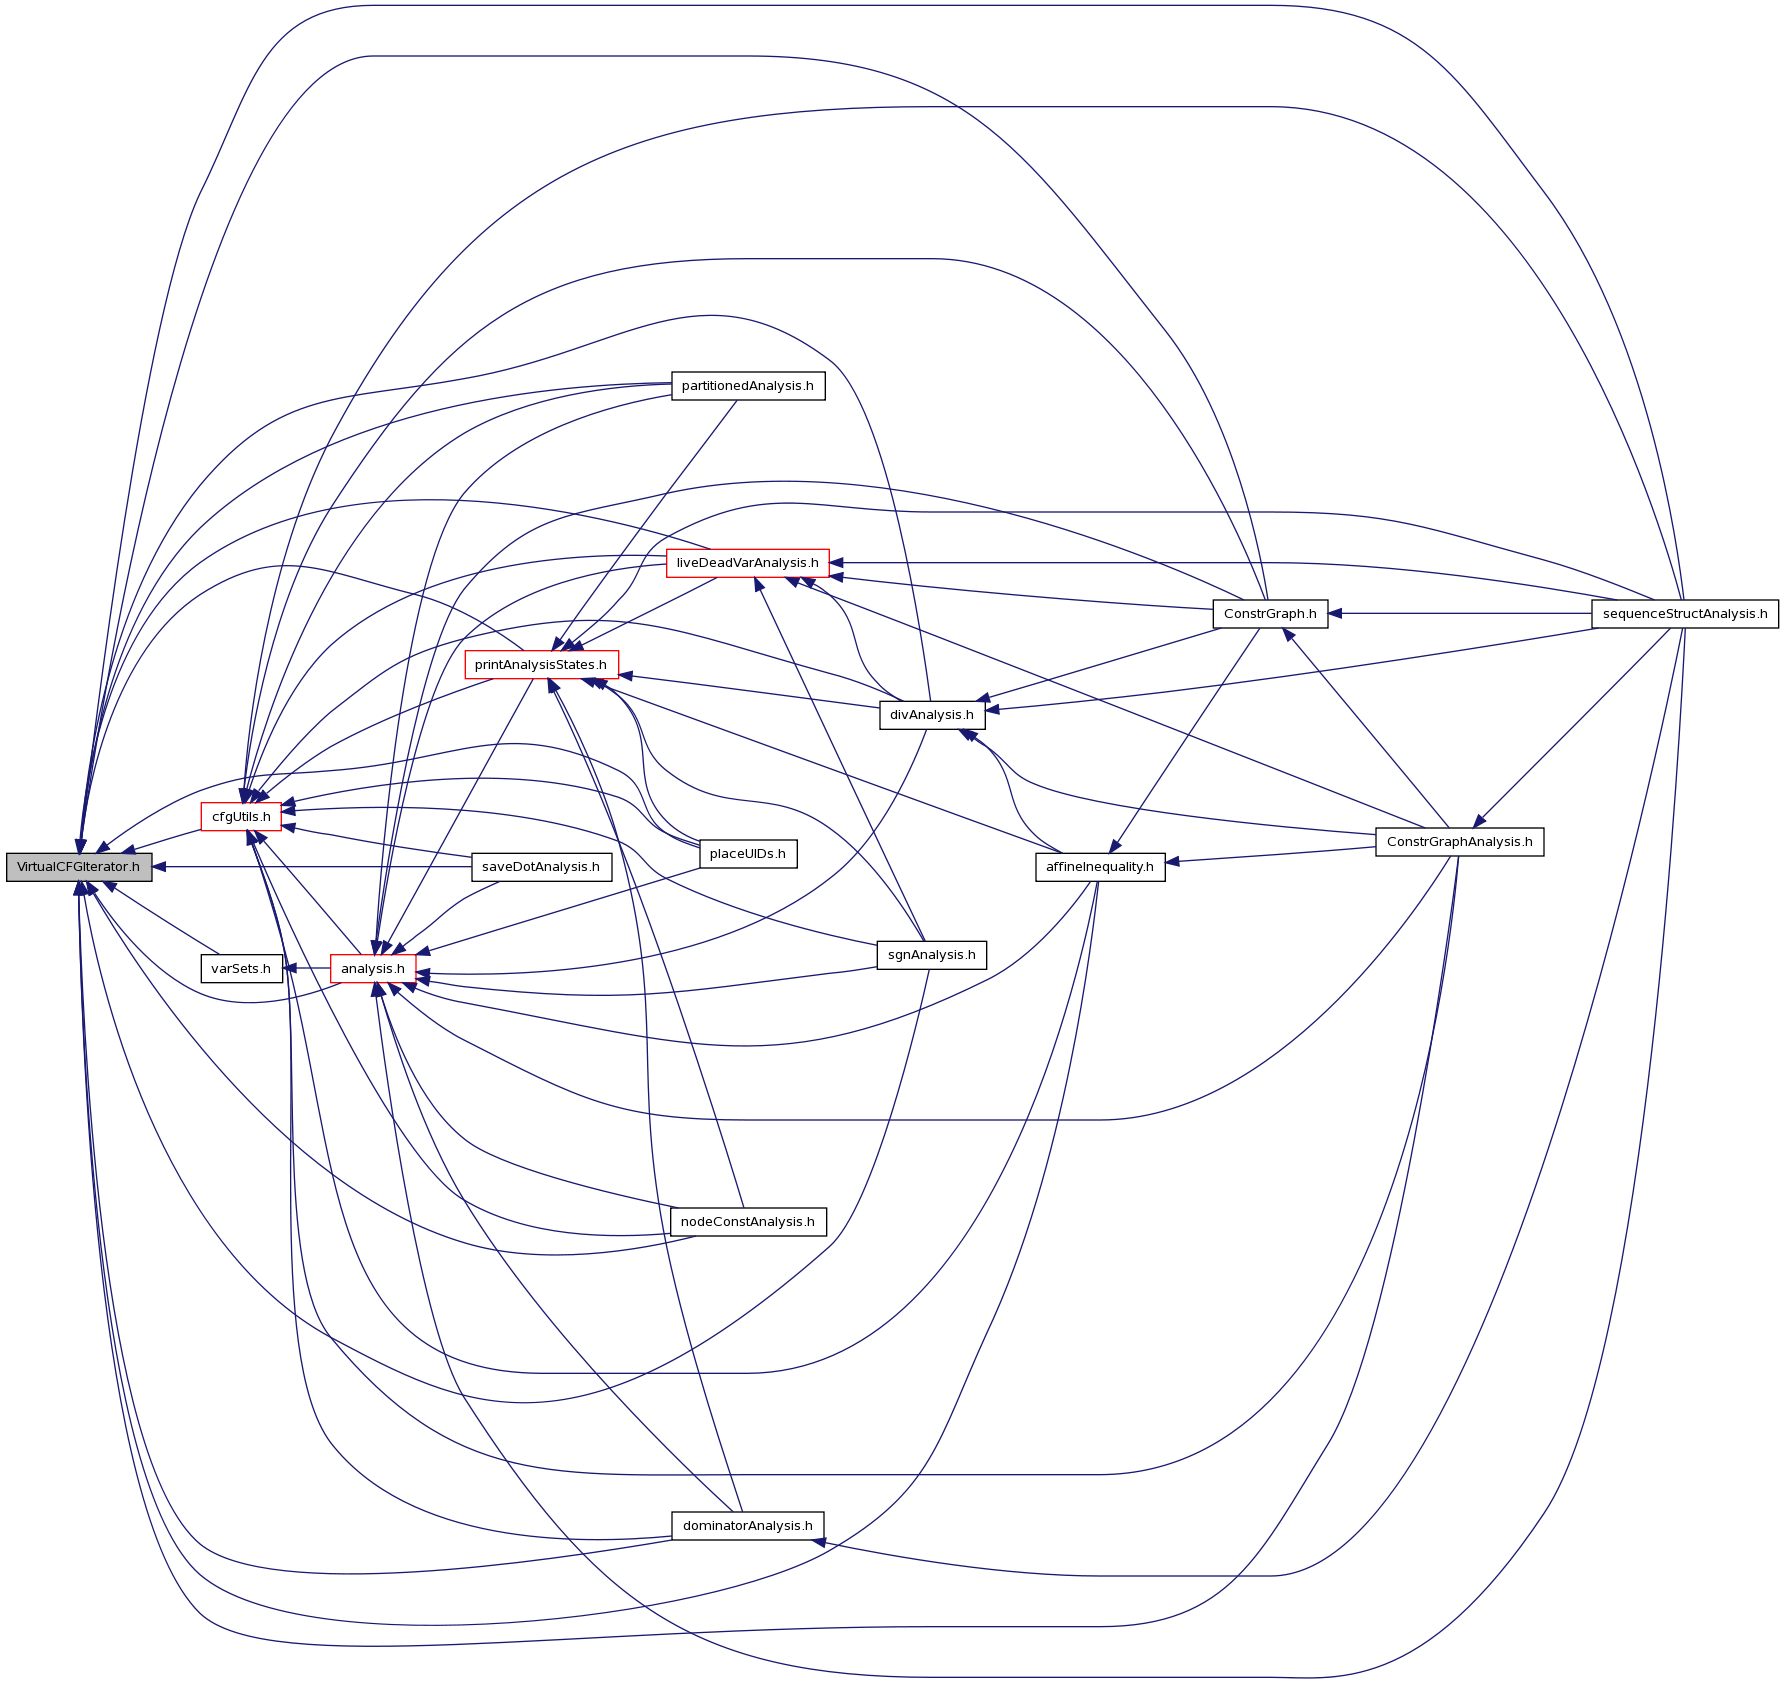 partitionedAnalysis.h
liveDeadVarAnalysis.h
ConstrGraph.h
sequenceStructAnalysis.h
printAnalysisStates.h
divAnalysis.h
cfgUtils.h
ConstrGraphAnalysis.h
placeUIDs.h
VirtualCFGIterator.h
saveDotAnalysis.h
affineInequality.h
sgnAnalysis.h
varSets.h
analysis.h
nodeConstAnalysis.h
dominatorAnalysis.h